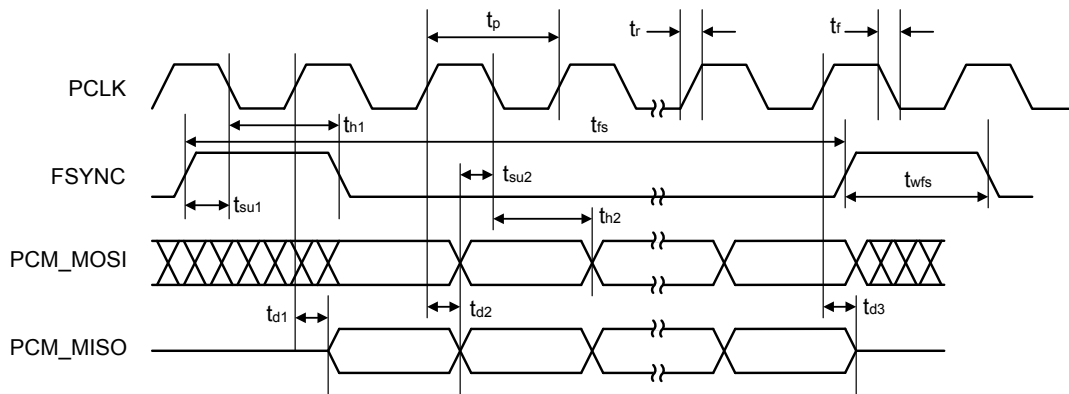 tp
tr
tf
PCLK
th1
tfs
FSYNC
tsu1
tsu2
twfs
th2
PCM_MOSI
td1
td2
td3
PCM_MISO